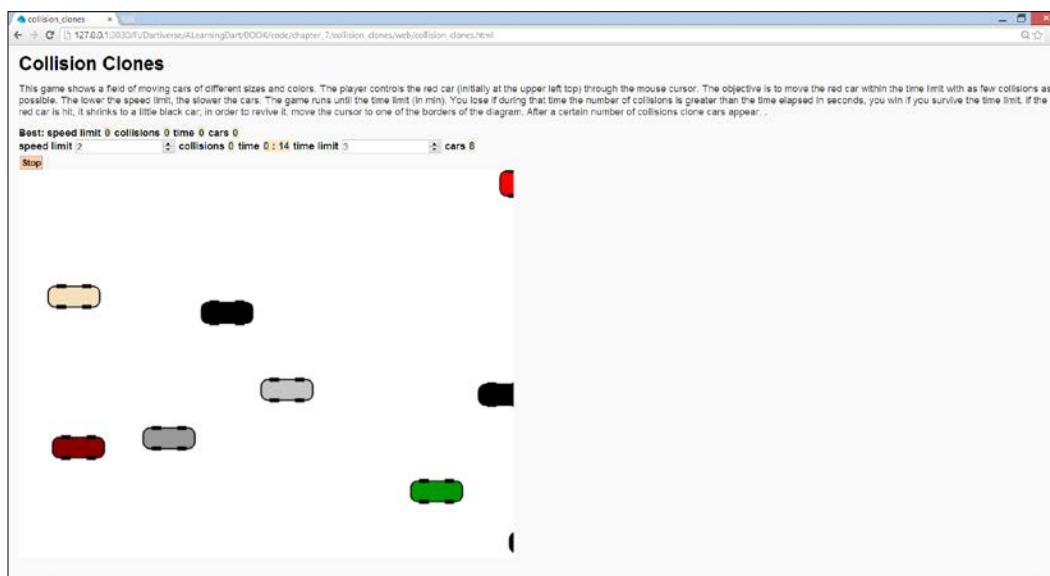 collision_clones
127.0.0.1:3030/F:/Dartiverse/ALearningDart/BOOK/code/chapter_7/collision_clones/web/collision_clones.html
Collision Clones
This game shows a field of moving cars of different sizes and colors. The player controls the red car (initially at the upper left top) through the mouse cursor. The objective is to move the red car within the time limit with as few collisions as
possible. The lower the speed limit, the slower the cars. The game runs until the time limit (in min). You lose if during that time the number of collisions is greater than the time elapsed in seconds, you win if you survive the time limit. If the
red car is hit, it shrinks to a little black car; in order to revive it, move the cursor to one of the borders of the diagram. After a certain number of collisions clone cars appear. .
Best: speed limit 0 collisions 0 time 0 cars 0
speed limit 2 collisions 0 time 0 : 14 time limit 3 cars 8
Stop